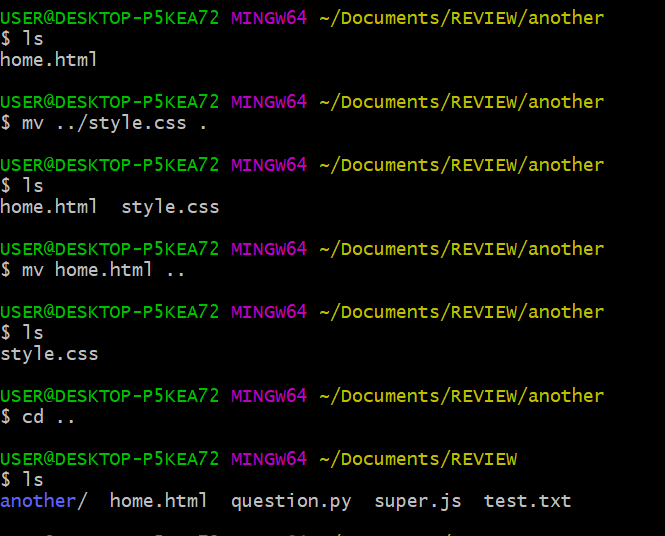 USER@DESKTOP-P5KEA72 MINGW64 ~/Documents/REVIEW/another
$ ls
home.html
USER@DESKTOP-P5KEA72 MINGW64 ~/Documents/REVIEW/another
$ mv ../style.css .
USER@DESKTOP-P5KEA72 MINGW64 ~/Documents/REVIEW/another
$ ls
home.html  style.css
USER@DESKTOP-P5KEA72 MINGW64 ~/Documents/REVIEW/another
$ mv home.html ..
USER@DESKTOP-P5KEA72 MINGW64 ~/Documents/REVIEW/another
$ ls
style.css
USER@DESKTOP-P5KEA72 MINGW64 ~/Documents/REVIEW/another
$ cd ..
USER@DESKTOP-P5KEA72 MINGW64 ~/Documents/REVIEW
$ ls
another/  home.html  question.py  super.js  test.txt